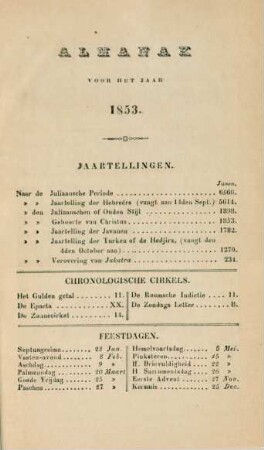 ALMANAK
VOOR HET JAAR
1853.
JAARTELLINGEN.
Jaren.
Naar de Juliaansche Periode 6566.
» » Jaartelling der Hebreërs (vangt aan 14den Sept.) 5614.
» den Juliaanschen of Ouden Stijl
» » Geboorte van Christus 1853.
» » Jaartelling der Javanen 1782.
» » Jaartelling der Turken of de Hedjira, (vangt den
4den October aan) 1270.
» » Verovering van Jakatra 234.
CHRONOLOGISCHE CIRKELS.
Het Gulden getal 11. De Roomsche Indictie 11.
De Epacta XX. De Zondags Letter B.
De Zonnecirkel 14.
FEESTDAGEN.
Septuagesima 23 Jan. Hemelvaartsdag 5 Mei.
Vasten-avond 8 Feb. Pinksteren 15 »
Aschdag 9 » H. Drievuldigheid 22 »
Palmzondag 20 Maart H Sacramentsdag 26 »
Goede Vrijdag 25 » Eerste Advent 27 Nov.
Paschen 27 » Kersmis 25 Dec.